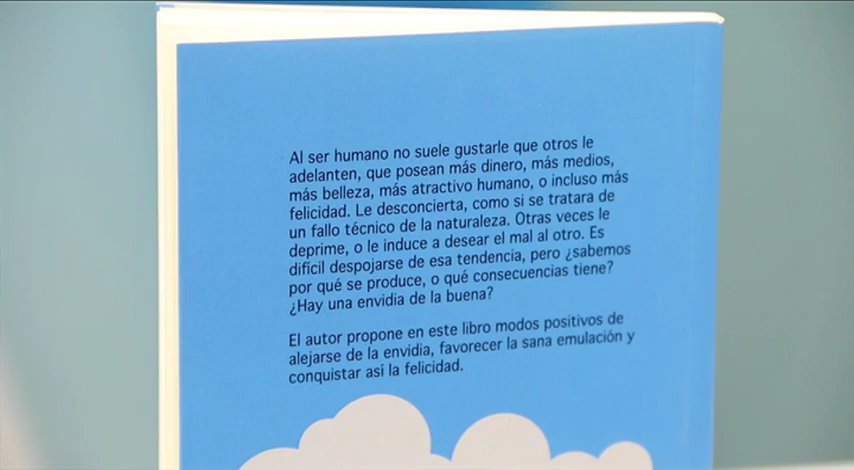 Al ser humano no suele gustarle que otros le
adelanten, que posean más dinero, más medios,
más belleza, más atractivo humano, o incluso más
felicidad. Le desconcierta, como si se tratara de
un fallo técnico de la naturaleza. Otras veces le
deprime, o le induce a desear el mal al otro. Es
difícil despojarse de esa tendencia, pero ¿sabemos
por qué se produce, o qué consecuencias tiene?
¿Hay una envidia de la buena?
El autor propone en este libro modos positivos de
alejarse de la envidia, favorecer la sana emulación y
conquistar así la felicidad.